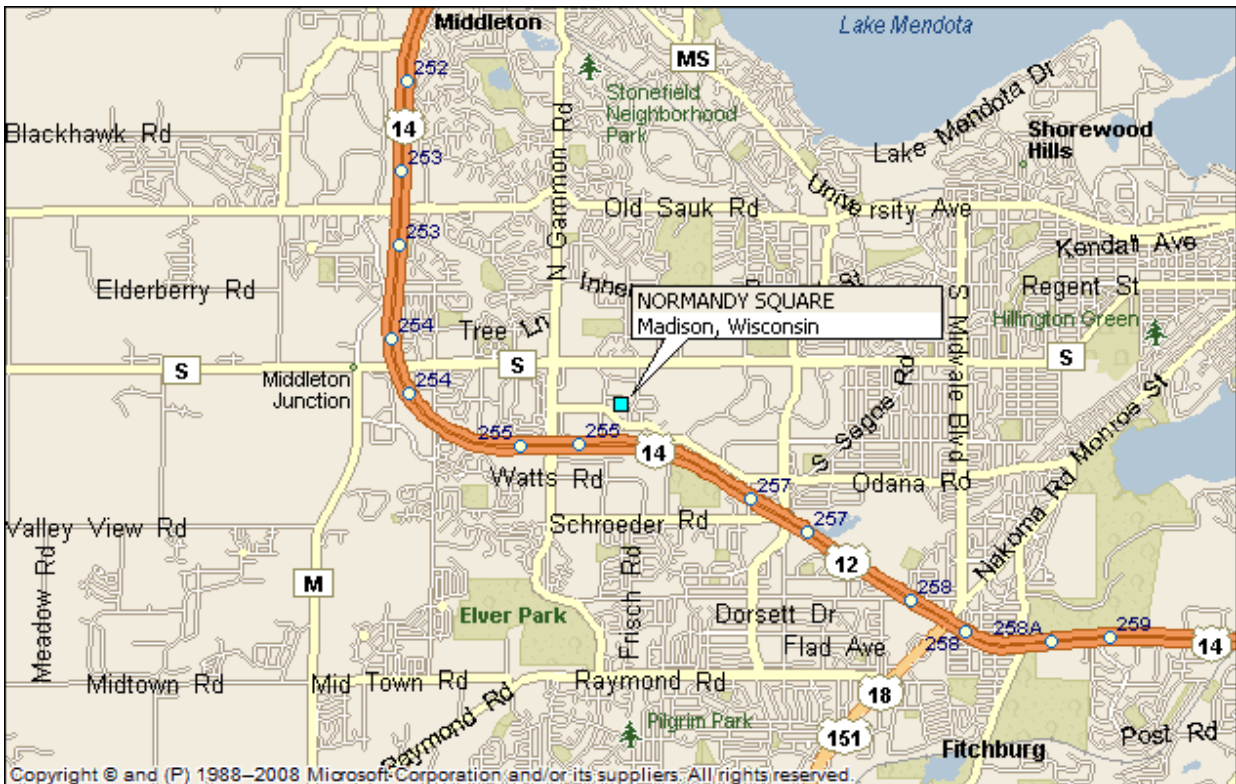 Middleton
Lake Mendota
252
MS
Stonefield
Neighborhood
Park
Lake Mendota Dr
Blackhawk Rd
14
N Gammon Rd
Shorewood
Hills
253
University Ave
Old Sauk Rd
253
Kendall Ave
Elderberry Rd
Regent St
NORMANDY SQUARE
Madison, Wisconsin
Hillington Green
254
Tree Ln
S Midvale Blvd
S
S
S
Middleton
Junction
254
S Segoe Rd
Monroe St
255
255
14
Watts Rd
Odana Rd
257
Schroeder Rd
257
Valley View Rd
Nakoma Rd
12
Meadow Rd
M
Frisch Rd
258
Elver Park
Dorsett Dr
Flad Ave
258
258A
259
14
Midtown Rd
Mid Town Rd
Raymond Rd
18
Raymond Rd
Pilgrim Park
151
Fitchburg
Post Rd
Copyright © and (P) 1988–2008 Microsoft Corporation and/or its suppliers. All rights reserved.